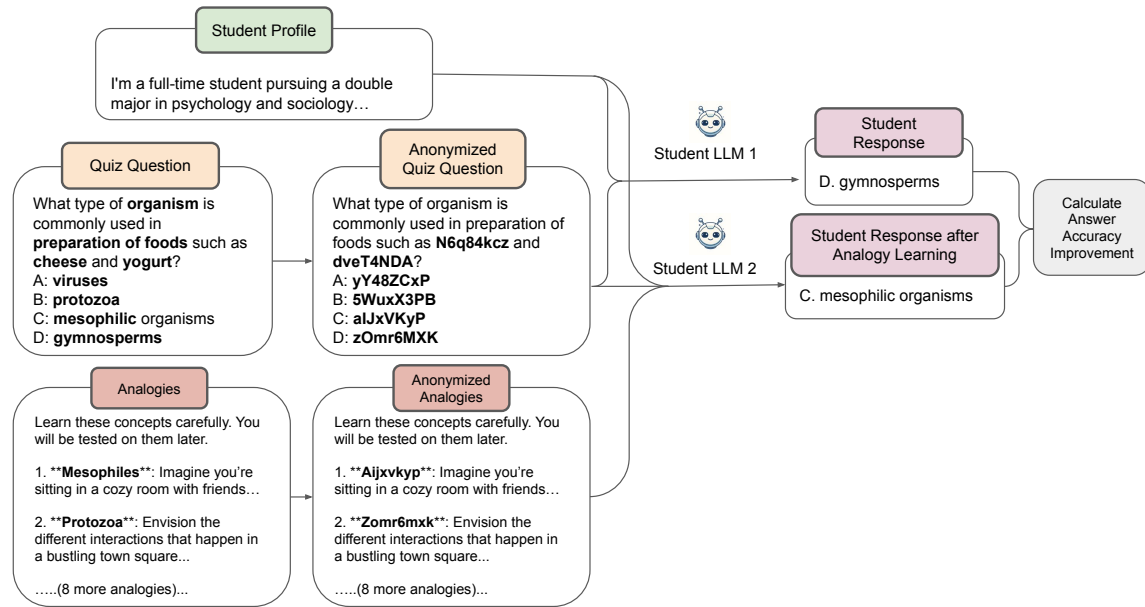 Student Profile
I'm a full-time student pursuing a double
major in psychology and sociology…
Quiz Question
What type of organism is
commonly used in
preparation of foods such as
cheese and yogurt?
A: viruses
B: protozoa
C: mesophilic organisms
D: gymnosperms
Anonymized
Quiz Question
What type of organism is
commonly used in preparation of
foods such as N6q84kcz and
dveT4NDA?
A: yY48ZCxP
B: 5WuxX3PB
C: alJxVKyP
D: zOmr6MXK
Student LLM 1
Student LLM 2
Student
Response
D. gymnosperms
Student Response after
Analogy Learning
C. mesophilic organisms
Calculate
Answer
Accuracy
Improvement
Analogies
Learn these concepts carefully. You
will be tested on them later.
1. **Mesophiles**: Imagine you're
sitting in a cozy room with friends…
2. **Protozoa**: Envision the
different interactions that happen in
a bustling town square...
…..(8 more analogies)...
Anonymized
Analogies
Learn these concepts carefully. You
will be tested on them later.
1. **Aijxvkyp**: Imagine you're
sitting in a cozy room with friends…
2. **Zomr6mxk**: Envision the
different interactions that happen in
a bustling town square...
…..(8 more analogies)...